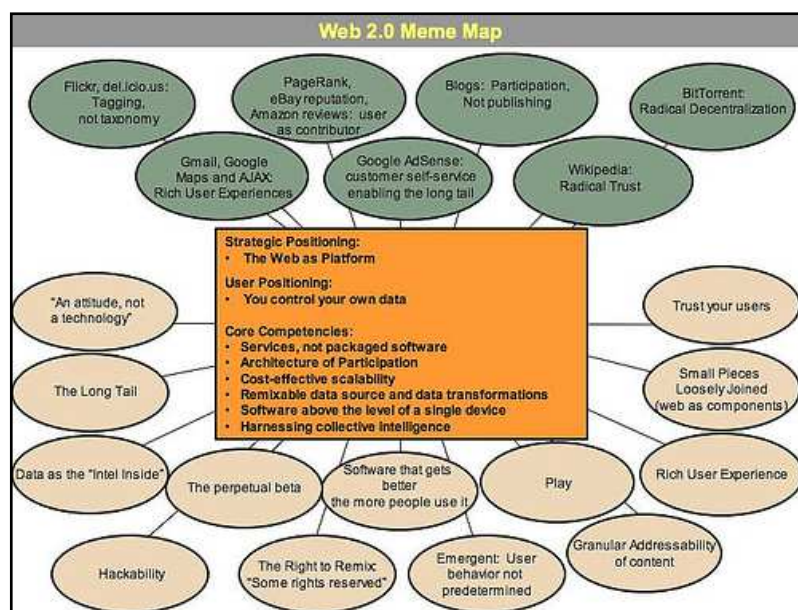 Web 2.0 Meme Map
Flickr, del.icio.us:
Tagging,
not taxonomy
PageRank,
eBay reputation,
Amazon reviews: user
as contributor
Blogs: Participation,
Not publishing
BitTorrent:
Radical Decentralization
Gmail, Google
Maps and AJAX:
Rich User Experiences
Google AdSense:
customer self-service
enabling the long tail
Wikipedia:
Radical Trust
Strategic Positioning:
• The Web as Platform
User Positioning:
• You control your own data
Core Competencies:
• Services, not packaged software
• Architecture of Participation
• Cost-effective scalability
• Remixable data source and data transformations
• Software above the level of a single device
• Harnessing collective intelligence
"An attitude, not
a technology"
Trust your users
The Long Tail
Small Pieces
Loosely Joined
(web as components)
Data as the "Intel Inside"
The perpetual beta
Software that gets
better
the more people use it
Play
Rich User Experience
Hackability
The Right to Remix:
"Some rights reserved"
Emergent: User
behavior not
predetermined
Granular Addressability
of content